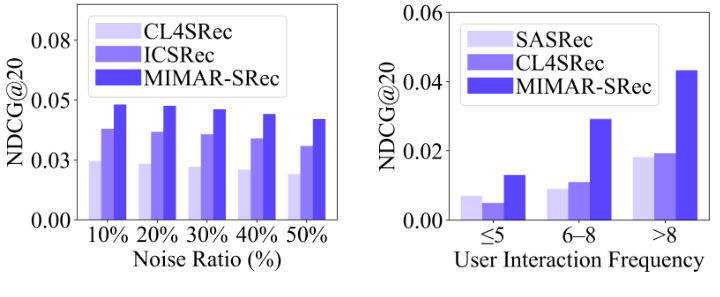 NDCG@20
0.08
0.05
0.03
0.00
CL4SRec
ICSRec
MIMAR-SRec
10% 20% 30% 40% 50%
Noise Ratio (%)
NDCG@20
0.06
0.04
0.02
0.00
SASRec
CL4SRec
MIMAR-SRec
≤5 6–8 >8
User Interaction Frequency